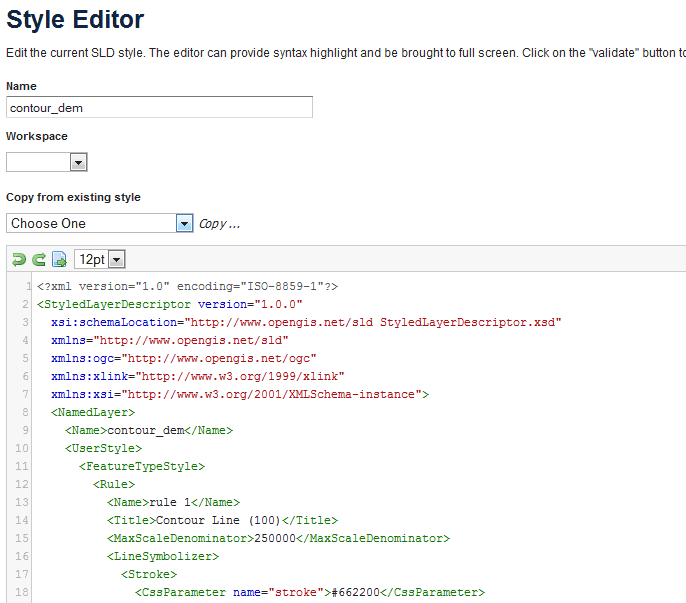 Style Editor
Edit the current SLD style. The editor can provide syntax highlight and be brought to full screen. Click on the "validate" button to
Name
contour_dem
Workspace
Copy from existing style
Choose One Copy ...
12pt
1 <?xml version="1.0" encoding="ISO-8859-1"?>
2 <StyledLayerDescriptor version="1.0.0"
3 xsi:schemaLocation="http://www.opengis.net/sld StyledLayerDescriptor.xsd"
4 xmlns="http://www.opengis.net/sld"
5 xmlns:ogc="http://www.opengis.net/ogc"
6 xmlns:xlink="http://www.w3.org/1999/xlink"
7 xmlns:xsi="http://www.w3.org/2001/XMLSchema-instance">
8 <NamedLayer>
9 <Name>contour_dem</Name>
10 <UserStyle>
11 <FeatureTypeStyle>
12 <Rule>
13 <Name>rule 1</Name>
14 <Title>Contour Line (100)</Title>
15 <MaxScaleDenominator>250000</MaxScaleDenominator>
16 <LineSymbolizer>
17 <Stroke>
18 <CssParameter name="stroke">#662200</CssParameter>